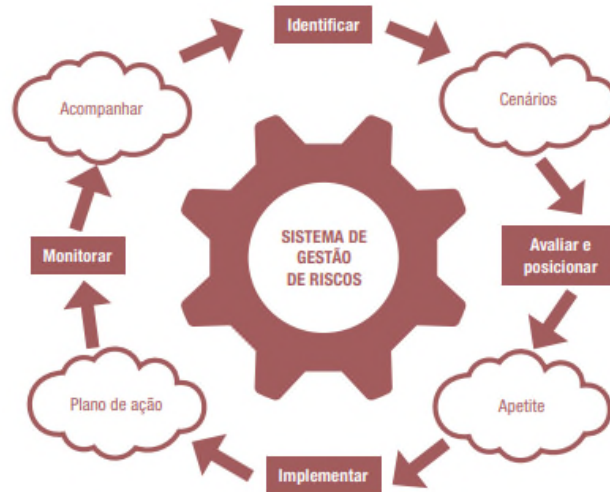 Identificar
Cenários
Avaliar e
posicionar
Apetite
Implementar
Plano de ação
Monitorar
Acompanhar
SISTEMA DE
GESTÃO
DE RISCOS